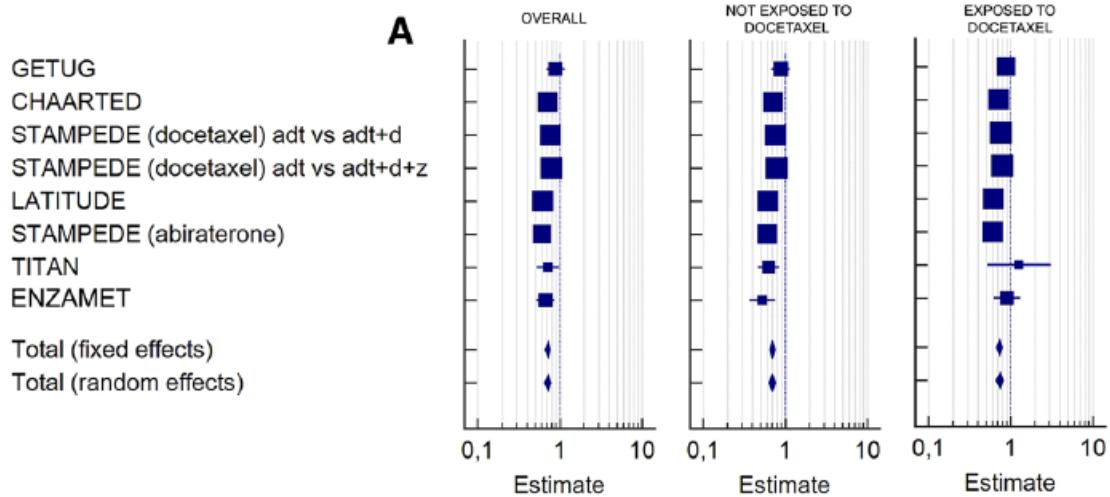 A
OVERALL
NOT EXPOSED TO
DOCETAXEL
EXPOSED TO
DOCETAXEL
GETUG
CHAARTED
STAMPEDE (docetaxel) adt vs adt+d
STAMPEDE (docetaxel) adt vs adt+d+z
LATITUDE
STAMPEDE (abiraterone)
TITAN
ENZAMET
Total (fixed effects)
Total (random effects)
0,1 1 10
Estimate
0,1 1 10
Estimate
0,1 1 10
Estimate